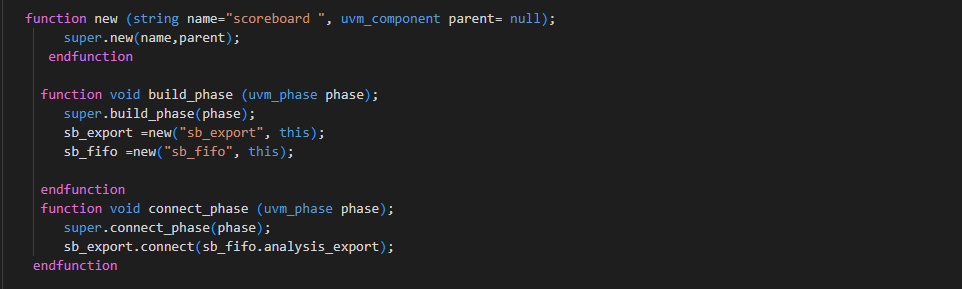 function new (string name="scoreboard ", uvm_component parent= null);
super.new(name,parent);
endfunction
function void build_phase (uvm_phase phase);
super.build_phase(phase);
sb_export =new("sb_export", this);
sb_fifo =new("sb_fifo", this);
endfunction
function void connect_phase (uvm_phase phase);
super.connect_phase(phase);
sb_export.connect(sb_fifo.analysis_export);
endfunction